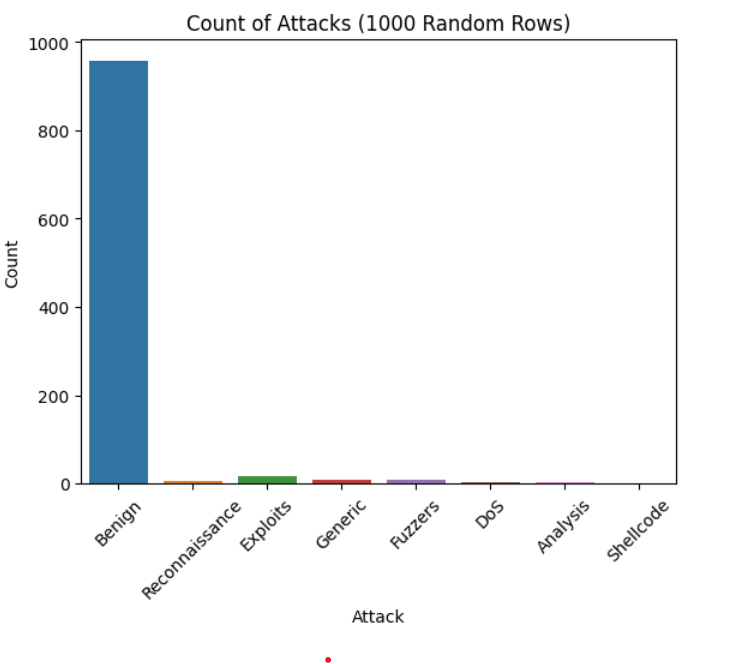 Count of Attacks (1000 Random Rows)
1000
800
600
400
200
0
Count
Benign
Reconnaissance
Exploits
Generic
Fuzzers
DoS
Analysis
Shellcode
Attack